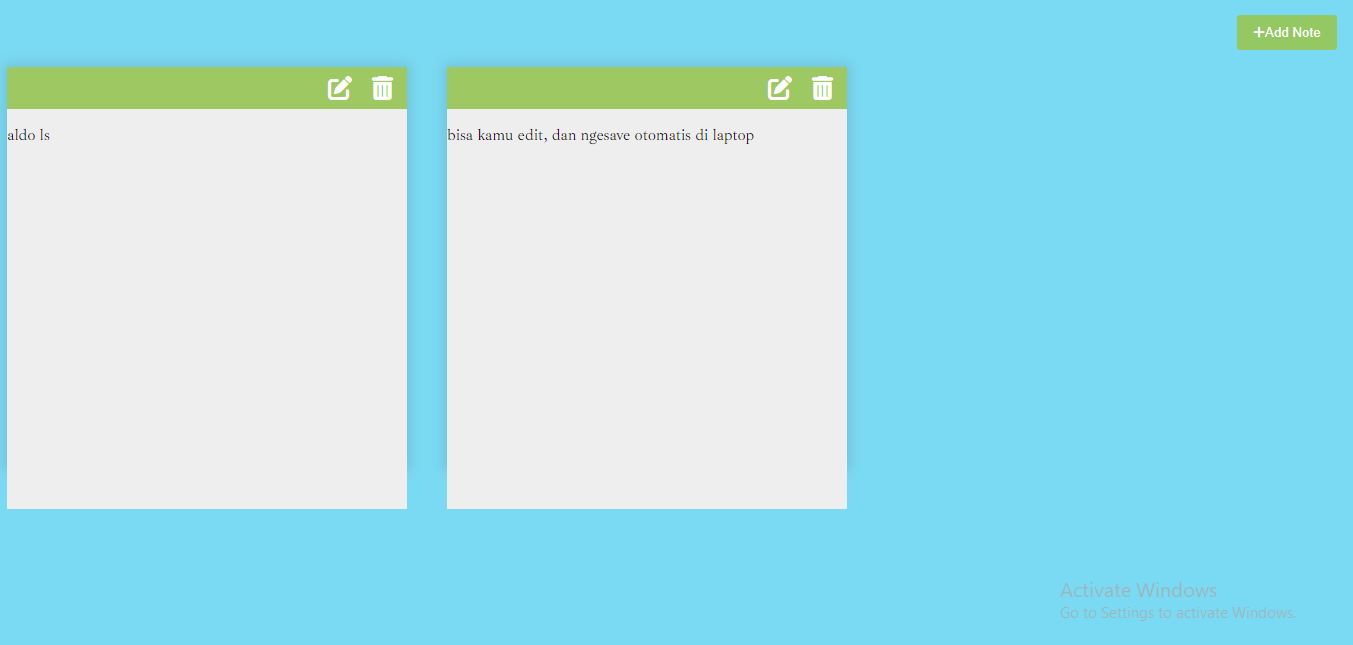 +Add Note
aldo ls
bisa kamu edit, dan ngesave otomatis di laptop
Activate Windows
Go to Settings to activate Windows.